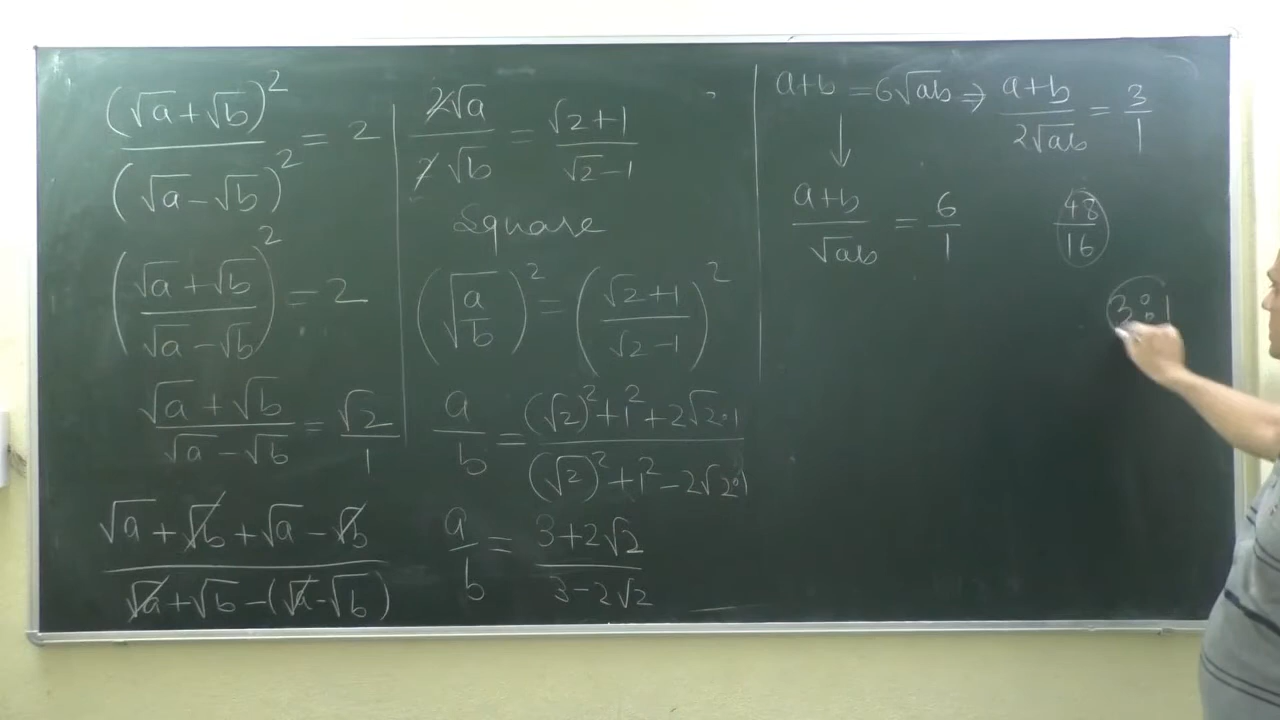 (√a+√b)² / (√a-√b)² = 2
((√a+√b) / (√a-√b))² = 2
(√a+√b) / (√a-√b) = √2 / 1
(√a+√b+√a-√b) / (√a+√b-(√a-√b))
2√a / 2√b = (√2+1) / (√2-1)
Square
(√(a/b))² = ((√2+1) / (√2-1))²
a/b = ((√2)²+1²+2√2·1) / ((√2)²+1²-2√2·1)
a/b = (3+2√2) / (3-2√2)
a+b = 6√ab ⇒ (a+b) / (2√ab) = 3/1
↓
(a+b) / √ab = 6/1
48/16
3:1